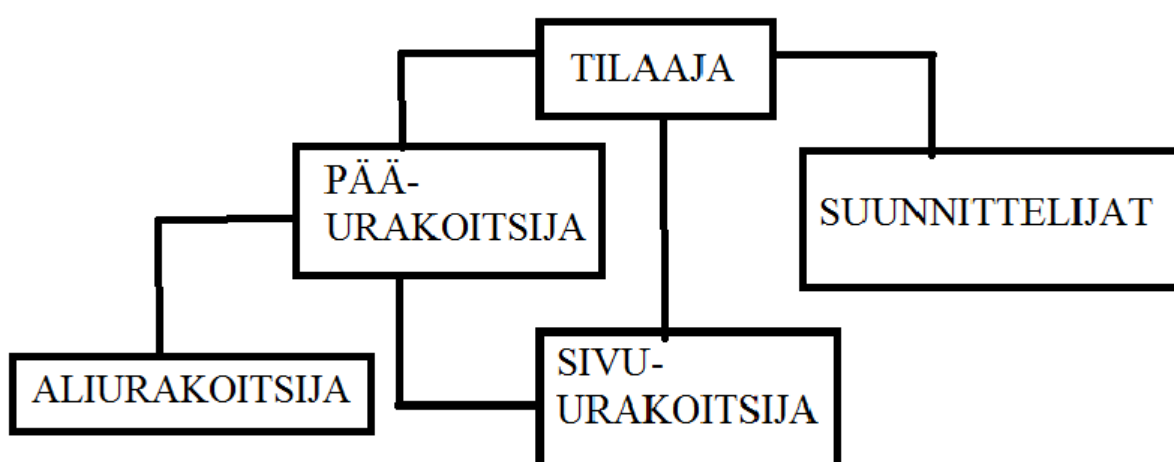 TILAAJA
PÄÄ-
URAKOITSIJA
SUUNNITTELIJAT
ALIURAKOITSIJA
SIVU-
URAKOITSIJA